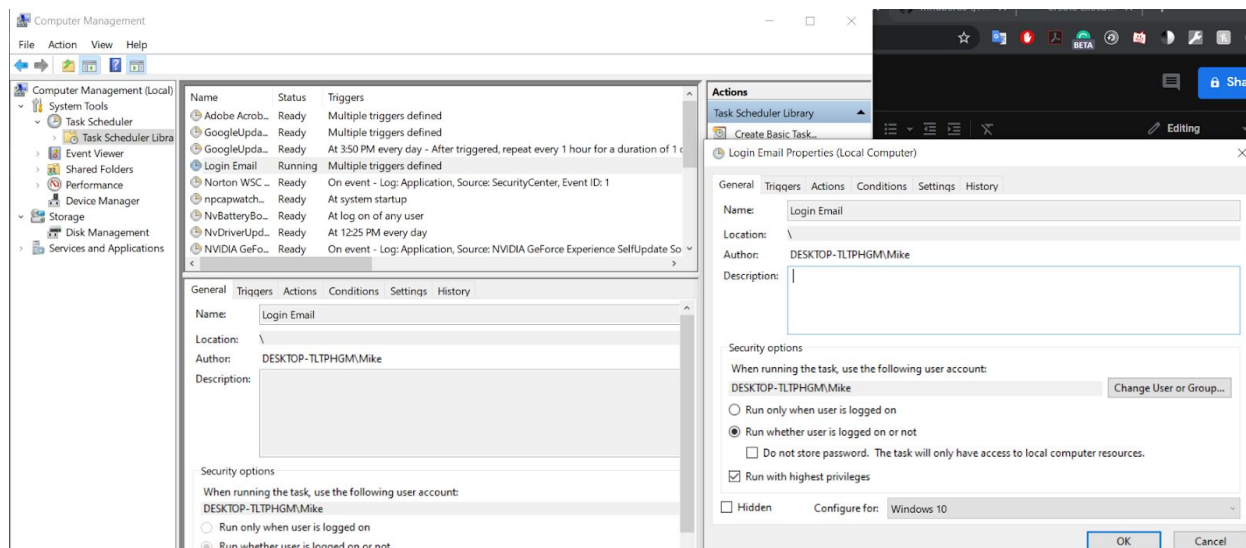 Computer Management
File Action View Help
Computer Management (Local)
System Tools
Task Scheduler
Task Scheduler Libra
Event Viewer
Shared Folders
Performance
Device Manager
Storage
Disk Management
Services and Applications
Name Status Triggers
Adobe Acrob... Ready Multiple triggers defined
GoogleUpda... Ready Multiple triggers defined
GoogleUpda... Ready At 3:50 PM every day - After triggered, repeat every 1 hour for a duration of 1
Login Email Running Multiple triggers defined
Norton WSC ... Ready On event - Log: Application, Source: SecurityCenter, Event ID: 1
npcapwatch... Ready At system startup
NvBatteryBo... Ready At log on of any user
NvDriverUpd... Ready At 12:25 PM every day
NVIDIA GeFo... Ready On event - Log: Application, Source: NVIDIA GeForce Experience SelfUpdate So
General Triggers Actions Conditions Settings History
Name: Login Email
Location: \
Author: DESKTOP-TLTPHGM\Mike
Description:
Security options
When running the task, use the following user account:
DESKTOP-TLTPHGM\Mike
Run only when user is logged on
Run whether user is logged on or not
Actions
Task Scheduler Library
Create Basic Task...
BETA
Sha
Editing
Login Email Properties (Local Computer)
General Triggers Actions Conditions Settings History
Name: Login Email
Location: \
Author: DESKTOP-TLTPHGM\Mike
Description:
Security options
When running the task, use the following user account:
DESKTOP-TLTPHGM\Mike Change User or Group...
Run only when user is logged on
Run whether user is logged on or not
Do not store password. The task will only have access to local computer resources.
Run with highest privileges
Hidden Configure for: Windows 10
OK Cancel